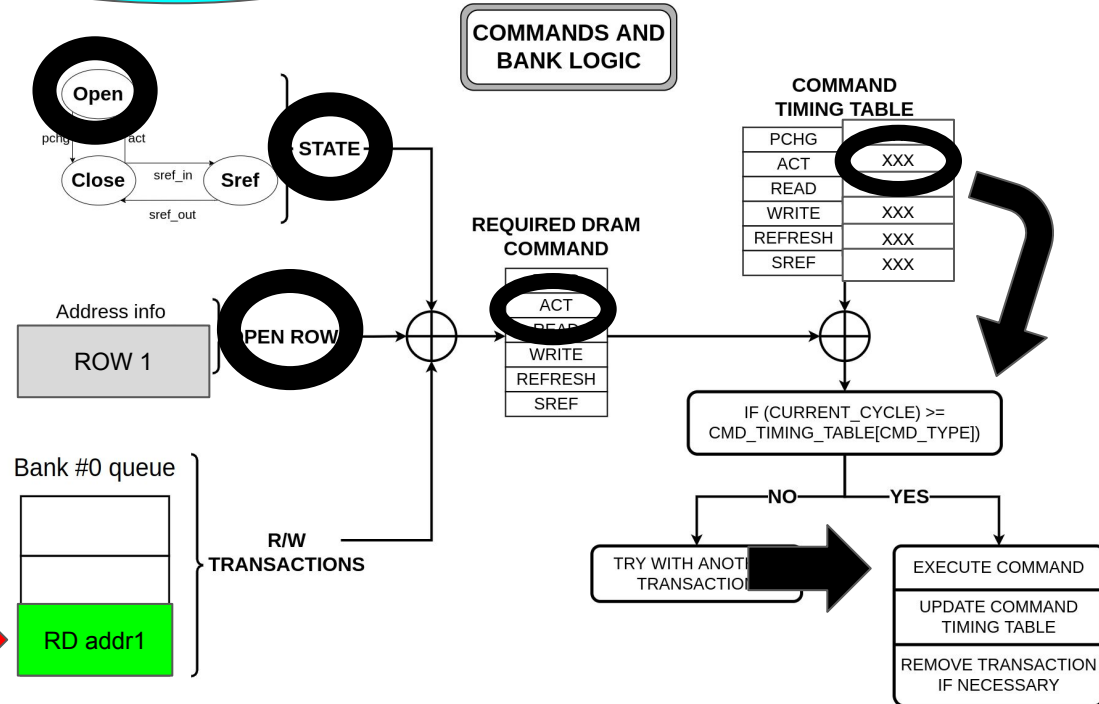 COMMANDS AND
BANK LOGIC
Open
pchg
act
Close
sref_in
Sref
sref_out
STATE
Address info
ROW 1
PEN ROW
Bank #0 queue
RD addr1
R/W
TRANSACTIONS
REQUIRED DRAM
COMMAND
ACT
READ
WRITE
REFRESH
SREF
COMMAND
TIMING TABLE
PCHG
ACT
XXX
READ
WRITE
XXX
REFRESH
XXX
SREF
XXX
IF (CURRENT_CYCLE) >=
CMD_TIMING_TABLE[CMD_TYPE])
NO
YES
TRY WITH ANOTH
TRANSACTION
EXECUTE COMMAND
UPDATE COMMAND
TIMING TABLE
REMOVE TRANSACTION
IF NECESSARY